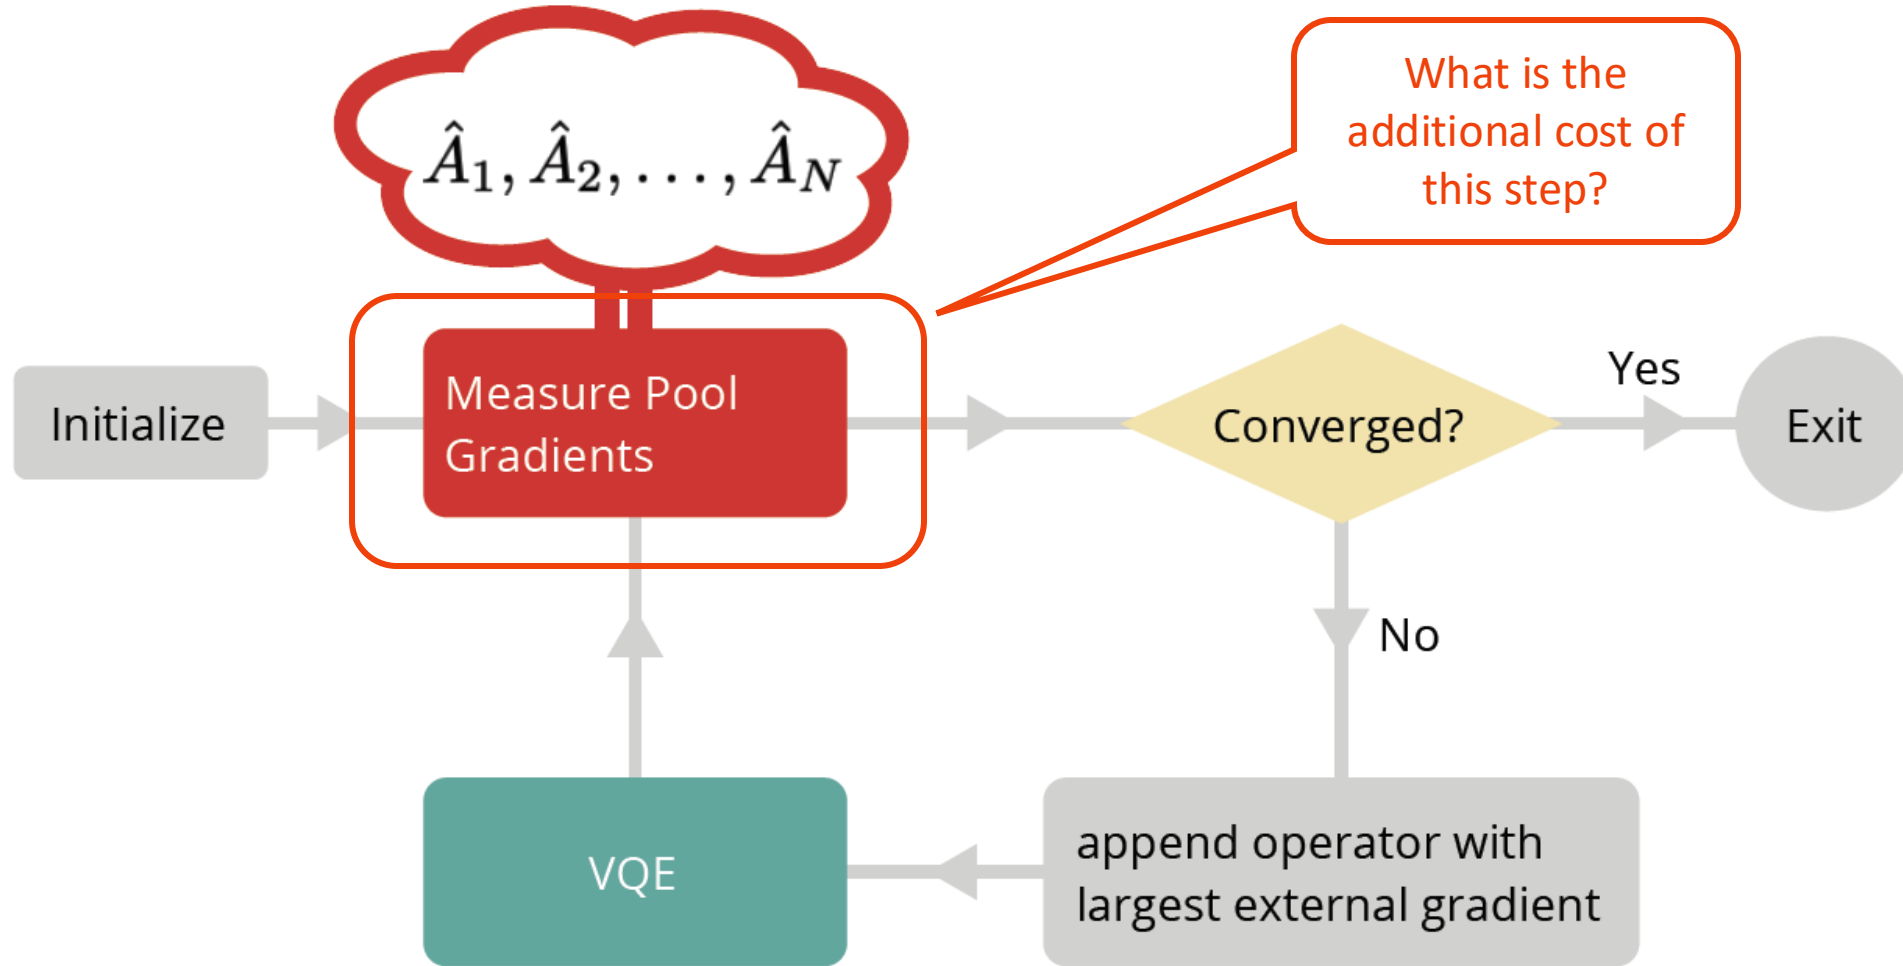 Â₁, Â₂, . . . , Â_N
What is the
additional cost of
this step?
Initialize
Measure Pool
Gradients
Converged?
Yes
Exit
No
VQE
append operator with
largest external gradient